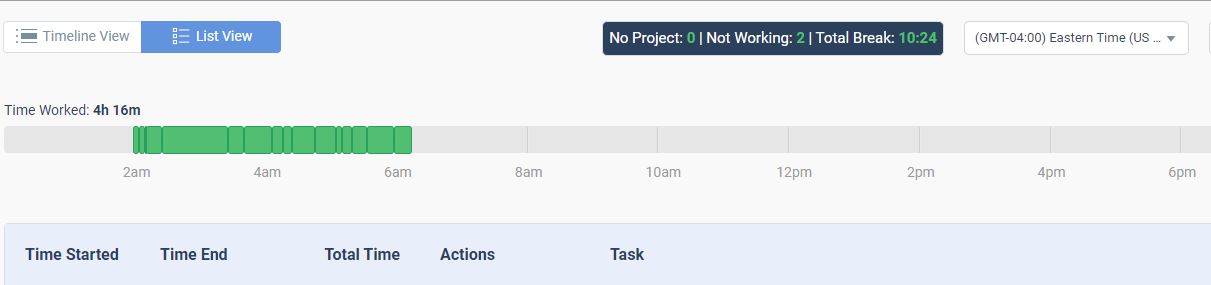 Timeline View List View No Project: 0 | Not Working: 2 | Total Break: 10:24 (GMT-04:00) Eastern Time (US ...
Time Worked: 4h 16m
2am 4am 6am 8am 10am 12pm 2pm 4pm 6pm
Time Started Time End Total Time Actions Task